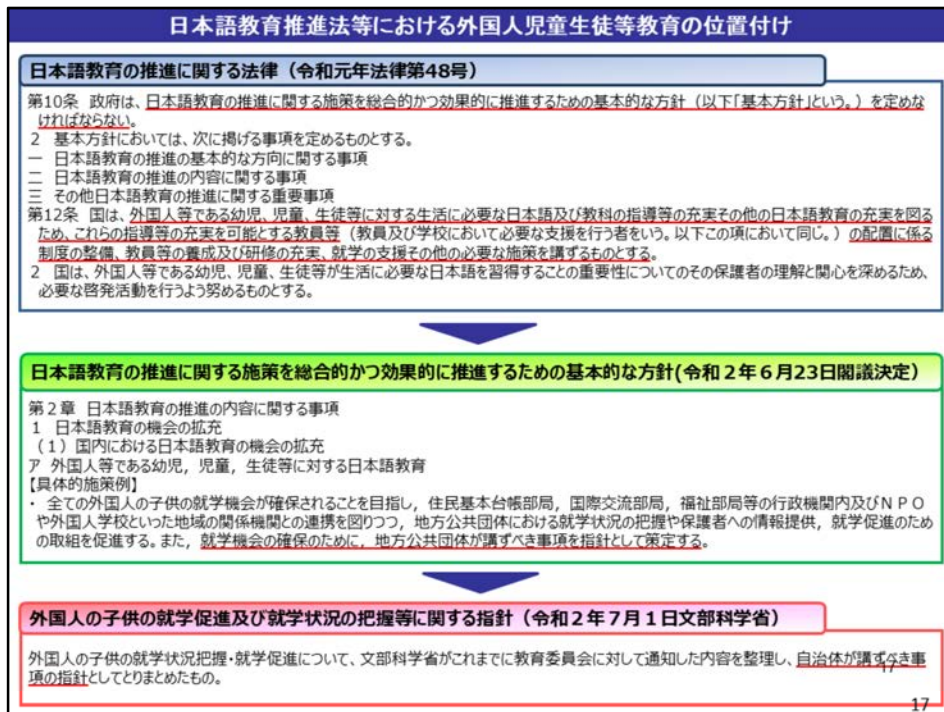 日本語教育推進法等における外国人児童生徒等教育の位置付け
日本語教育の推進に関する法律（令和元年法律第48号）
第10条 政府は、日本語教育の推進に関する施策を総合的かつ効果的に推進するための基本的な方針（以下「基本方針」という。）を定めな
ければならない。
２ 基本方針においては、次に掲げる事項を定めるものとする。
一 日本語教育の推進の基本的な方向に関する事項
二 日本語教育の推進の内容に関する事項
三 その他日本語教育の推進に関する重要事項
第12条 国は、外国人等である幼児、児童、生徒等に対する生活に必要な日本語及び教科の指導等の充実その他の日本語教育の充実を図る
ため、これらの指導等の充実を可能とする教員等（教員及び学校において必要な支援を行う者をいう。以下この項において同じ。）の配置に係る
制度の整備、教員等の養成及び研修の充実、就学の支援その他の必要な施策を講ずるものとする。
２ 国は、外国人等である幼児、児童、生徒等が生活に必要な日本語を習得することの重要性についてのその保護者の理解と関心を深めるため、
必要な啓発活動を行うよう努めるものとする。
日本語教育の推進に関する施策を総合的かつ効果的に推進するための基本的な方針(令和２年６月23日閣議決定）
第２章 日本語教育の推進の内容に関する事項
１ 日本語教育の機会の拡充
（１）国内における日本語教育の機会の拡充
ア 外国人等である幼児，児童，生徒等に対する日本語教育
【具体的施策例】
・ 全ての外国人の子供の就学機会が確保されることを目指し，住民基本台帳部局，国際交流部局，福祉部局等の行政機関内及びＮＰＯ
や外国人学校といった地域の関係機関との連携を図りつつ，地方公共団体における就学状況の把握や保護者への情報提供，就学促進のため
の取組を促進する。また，就学機会の確保のために，地方公共団体が講ずべき事項を指針として策定する。
外国人の子供の就学促進及び就学状況の把握等に関する指針（令和２年７月１日文部科学省）
外国人の子供の就学状況把握・就学促進について、文部科学省がこれまでに教育委員会に対して通知した内容を整理し、自治体が講ずべき事
項の指針としてとりまとめたもの。
17
17